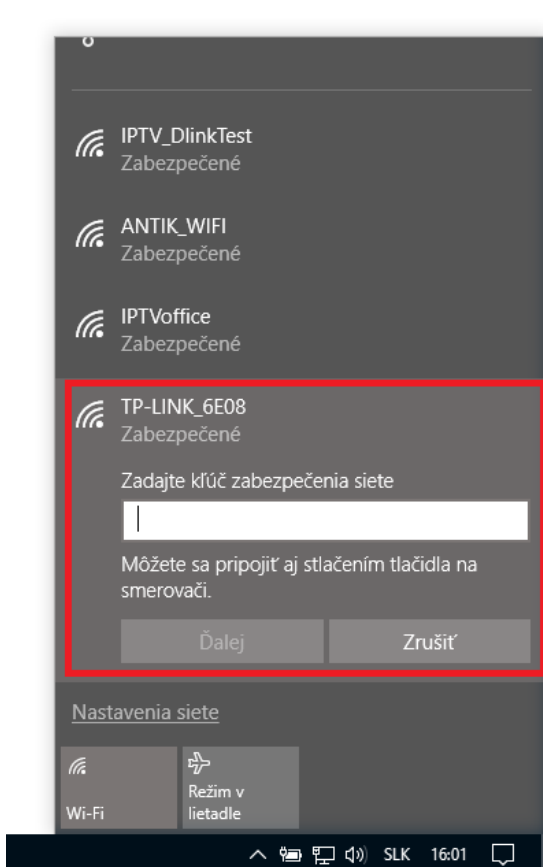 IPTV_DlinkTest
Zabezpečené
ANTIK_WIFI
Zabezpečené
IPTVoffice
Zabezpečené
TP-LINK_6E08
Zabezpečené
Zadajte kľúč zabezpečenia siete
Môžete sa pripojiť aj stlačením tlačidla na
smerovači.
Ďalej
Zrušiť
Nastavenia siete
Wi-Fi
Režim v
lietadle
SLK
16:01